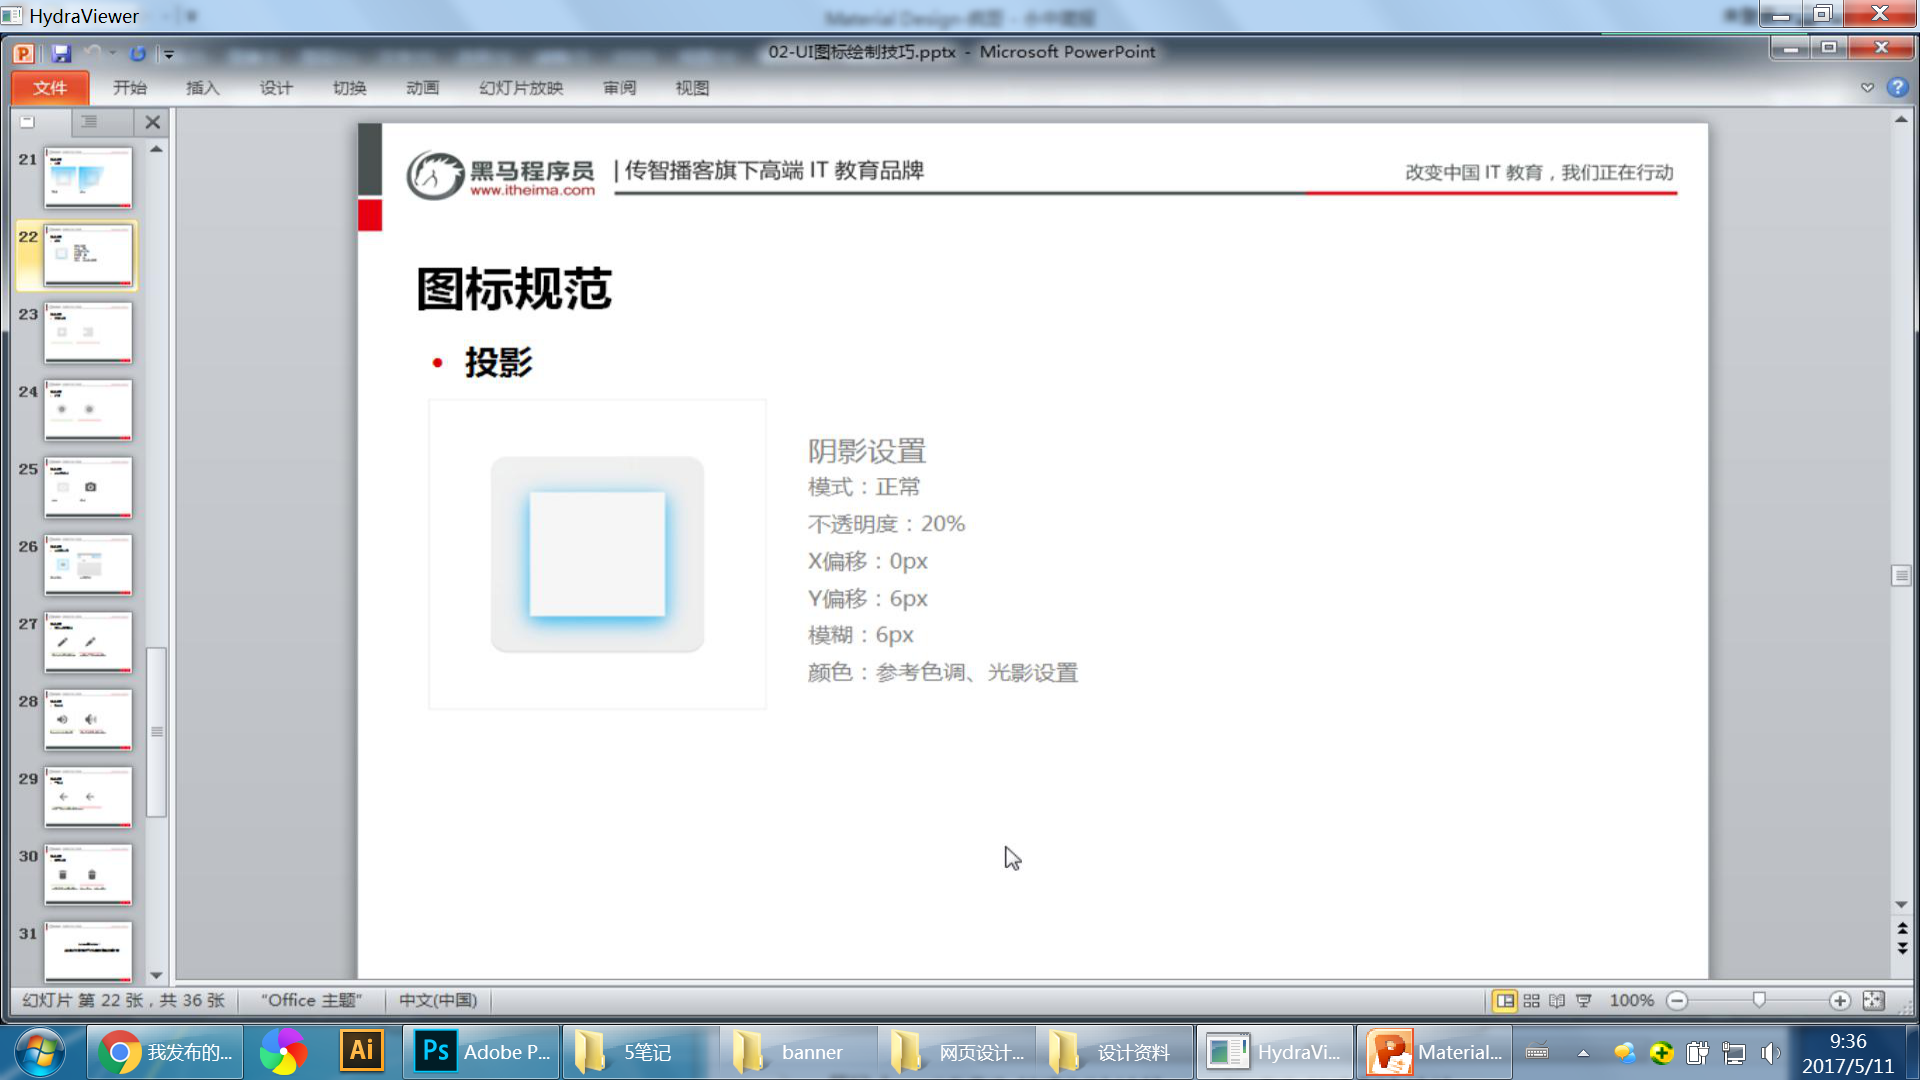 HydraViewer
02-UI图标绘制技巧.pptx - Microsoft PowerPoint
文件 开始 插入 设计 切换 动画 幻灯片放映 审阅 视图
黑马程序员
www.itheima.com
传智播客旗下高端 IT 教育品牌
改变中国 IT 教育，我们正在行动
图标规范
• 投影
阴影设置
模式：正常
不透明度：20%
X偏移：0px
Y偏移：6px
模糊：6px
颜色：参考色调、光影设置
21
22
23
24
25
26
27
28
29
30
31
幻灯片 第 22 张，共 36 张 "Office 主题" 中文(中国) 100%
我发布的... Ai Ps Adobe P... 5笔记 banner 网页设计... 设计资料 HydraVi... Material...
9:36
2017/5/11